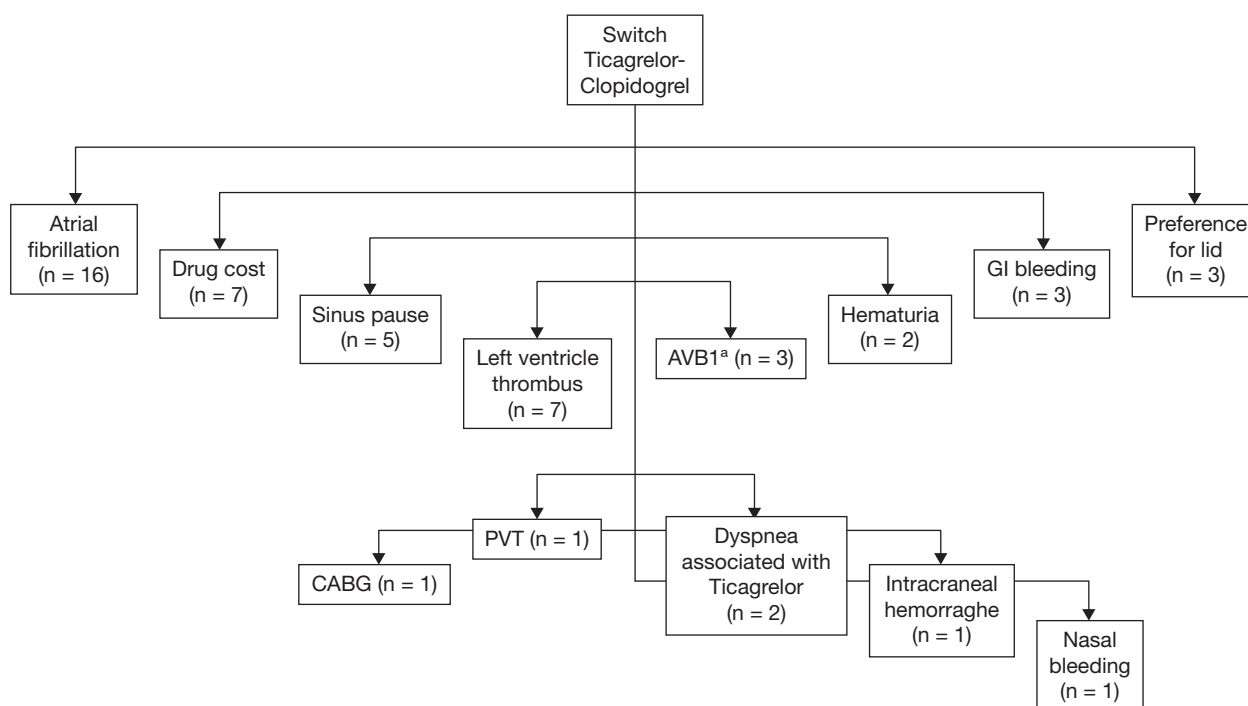 Switch
Ticagrelor-
Clopidogrel
Atrial
fibrillation
(n = 16)
Drug cost
(n = 7)
Sinus pause
(n = 5)
Left ventricle
thrombus
(n = 7)
AVB1ª (n = 3)
Hematuria
(n = 2)
GI bleeding
(n = 3)
Preference
for lid
(n = 3)
CABG (n = 1)
PVT (n = 1)
Dyspnea
associated with
Ticagrelor
(n = 2)
Intracraneal
hemorraghe
(n = 1)
Nasal
bleeding
(n = 1)